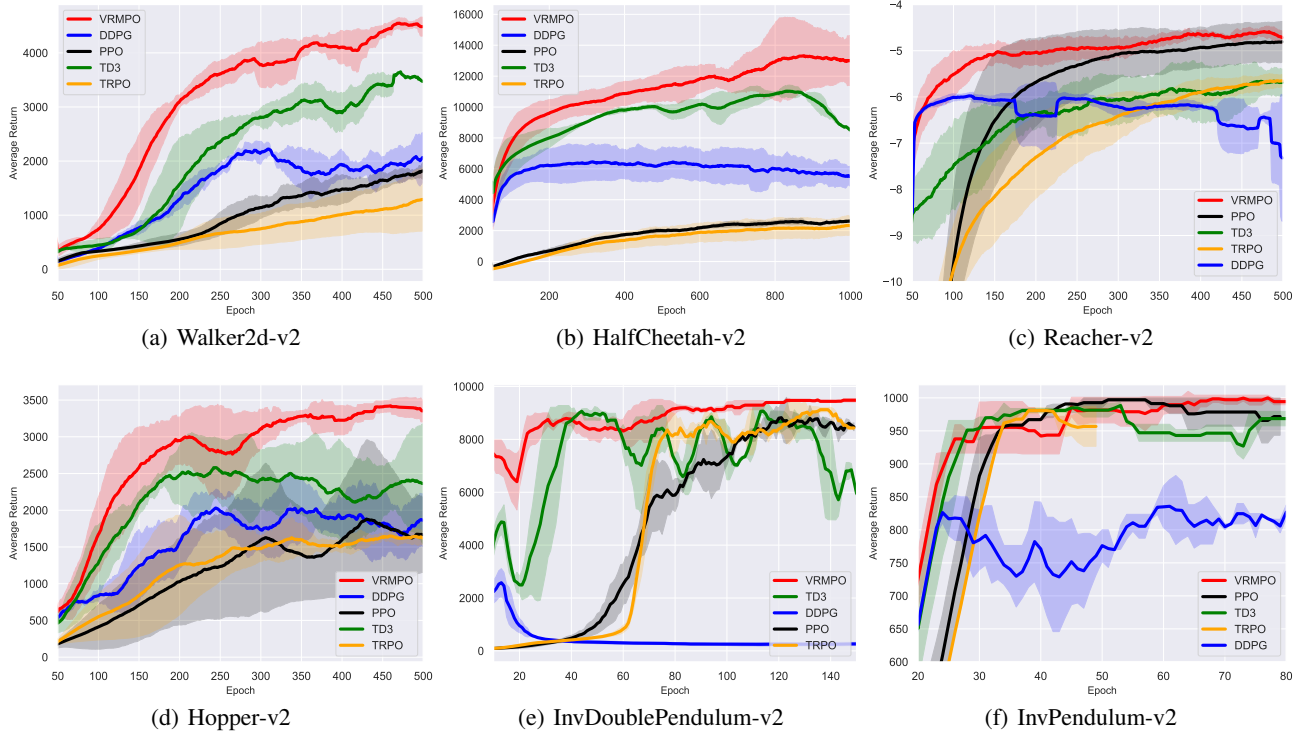 VRMPO
DDPG
PPO
TD3
TRPO
Average Return
4000
3000
2000
1000
0
50 100 150 200 250 300 350 400 450 500
Epoch
(a) Walker2d-v2
VRMPO
DDPG
PPO
TD3
TRPO
Average Return
16000
14000
12000
10000
8000
6000
4000
2000
0
200 400 600 800 1000
Epoch
(b) HalfCheetah-v2
VRMPO
PPO
TD3
TRPO
DDPG
Average Return
−4
−5
−6
−7
−8
−9
−10
50 100 150 200 250 300 350 400 450 500
Epoch
(c) Reacher-v2
VRMPO
DDPG
PPO
TD3
TRPO
Average Return
3500
3000
2500
2000
1500
1000
500
0
50 100 150 200 250 300 350 400 450 500
Epoch
(d) Hopper-v2
VRMPO
TD3
DDPG
PPO
TRPO
Average Return
10000
8000
6000
4000
2000
0
20 40 60 80 100 120 140
Epoch
(e) InvDoublePendulum-v2
VRMPO
PPO
TD3
TRPO
DDPG
Average Return
1000
950
900
850
800
750
700
650
600
20 30 40 50 60 70 80
Epoch
(f) InvPendulum-v2